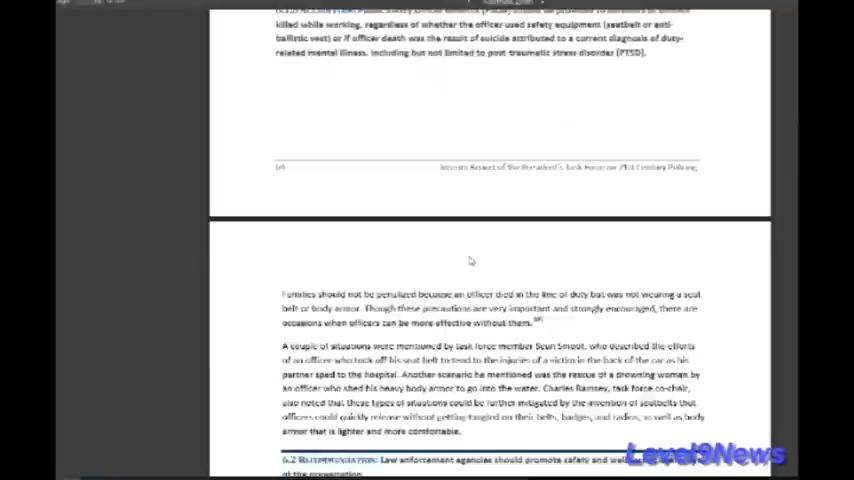 killed while working, regardless of whether the officer used safety equipment (seatbelt or anti-
ballistic vest) or if officer death was the result of suicide attributed to a current diagnosis of duty-
related mental illness, including but not limited to post traumatic stress disorder (PTSD).
Interim Report of the President's Task Force on 21st Century Policing
Families should not be penalized because an officer died in the line of duty but was not wearing a seat
belt or body armor. Though these precautions are very important and strongly encouraged, there are
occasions when officers can be more effective without them.
A couple of situations were mentioned by task force member Sean Smoot, who described the efforts
of an officer who took off his seat belt to tend to the injuries of a victim in the back of the car as his
partner sped to the hospital. Another scenario he mentioned was the rescue of a drowning woman by
an officer who shed his heavy body armor to go into the water. Charles Ramsey, task force co-chair,
also noted that these types of situations could be further mitigated by the invention of seatbelts that
officers could quickly release without getting tangled on their belts, badges, and radios, as well as body
armor that is lighter and more comfortable.
6.2 RECOMMENDATION: Law enforcement agencies should promote safety and
at
Level9News